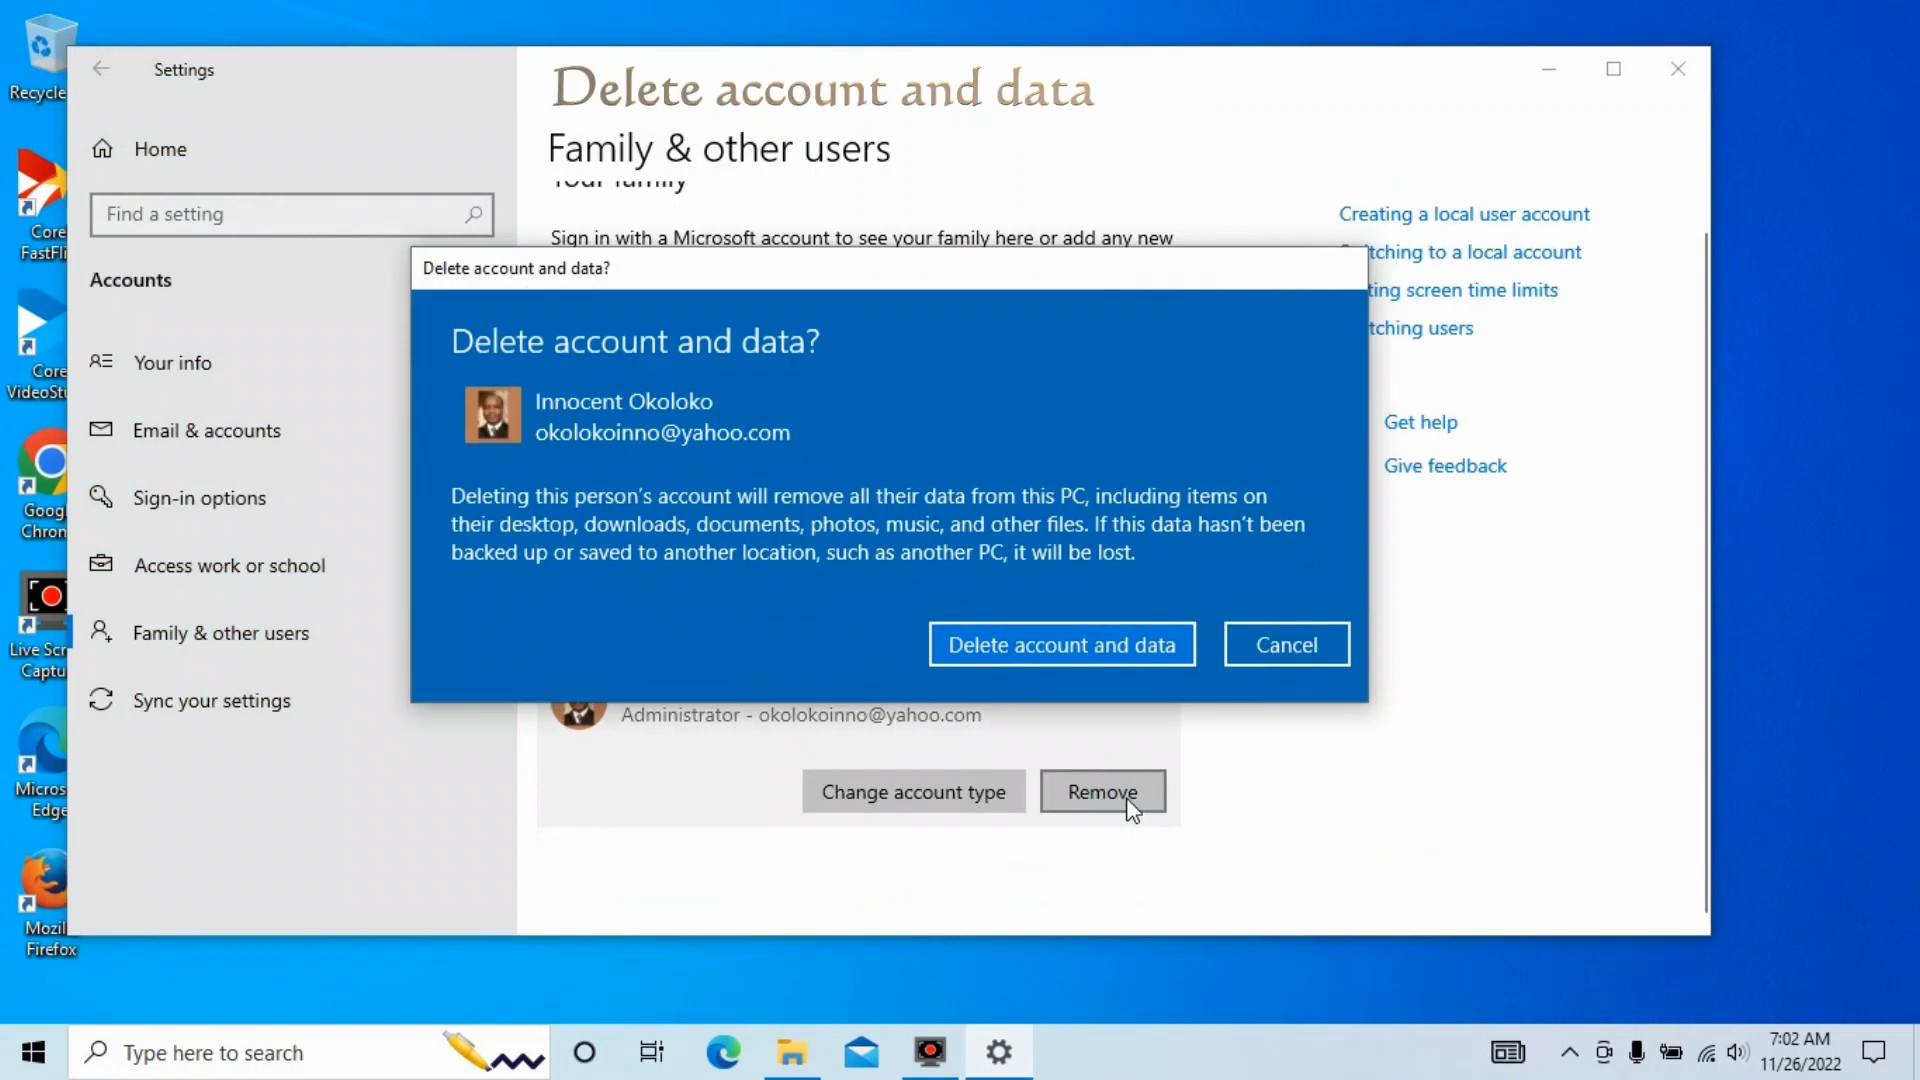 Recycle
Core
FastFli
Core
VideoStu
Goog
Chron
Live Scr
Captu
Micros
Edge
Mozil
Firefox
Settings
Home
Find a setting
Accounts
Your info
Email & accounts
Sign-in options
Access work or school
Family & other users
Sync your settings
Delete account and data
Family & other users
Your family
Sign in with a Microsoft account to see your family here or add any new
Creating a local user account
tching to a local account
ting screen time limits
tching users
Get help
Give feedback
Delete account and data?
Delete account and data?
Innocent Okoloko
okolokoinno@yahoo.com
Deleting this person's account will remove all their data from this PC, including items on
their desktop, downloads, documents, photos, music, and other files. If this data hasn't been
backed up or saved to another location, such as another PC, it will be lost.
Delete account and data
Cancel
Administrator - okolokoinno@yahoo.com
Change account type
Remove
Type here to search
7:02 AM
11/26/2022